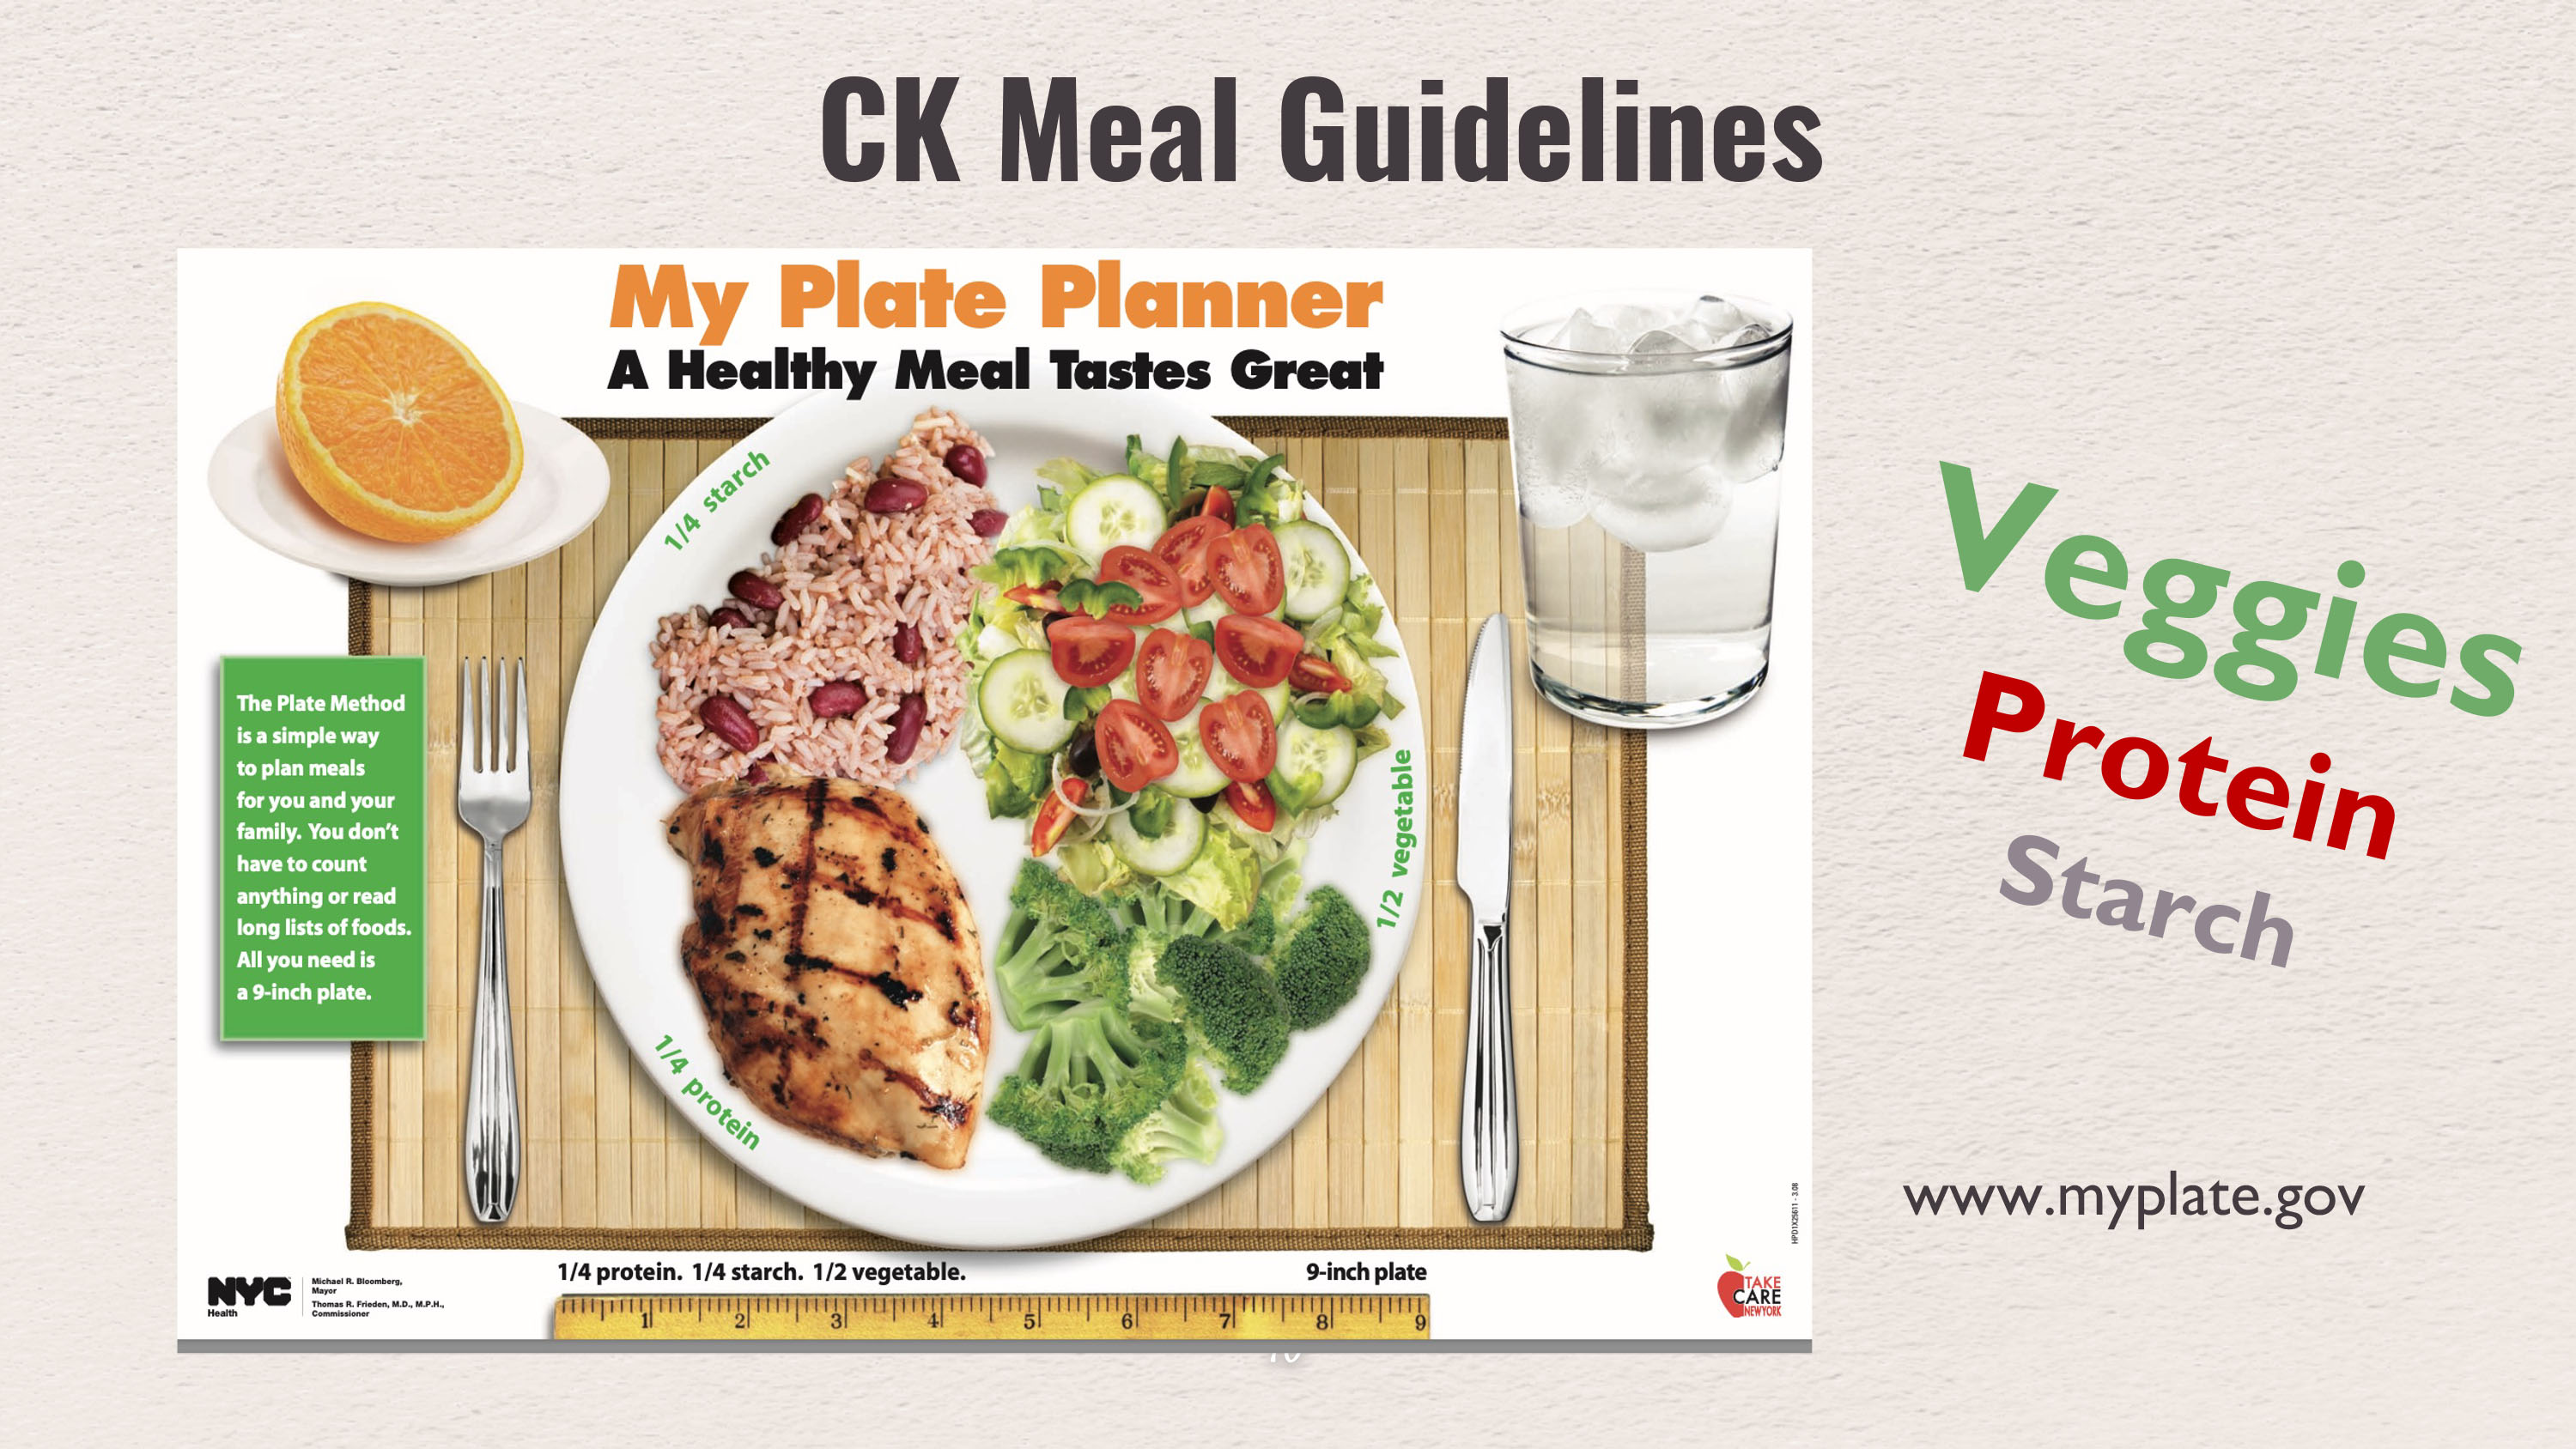 CK Meal Guidelines
My Plate Planner
A Healthy Meal Tastes Great
1/4 starch
1/2 vegetable
1/4 protein
The Plate Method
is a simple way
to plan meals
for you and your
family. You don't
have to count
anything or read
long lists of foods.
All you need is
a 9-inch plate.
Veggies
Protein
Starch
www.myplate.gov
1/4 protein. 1/4 starch. 1/2 vegetable.
9-inch plate
1 2 3 4 5 6 7 8 9
NYC
Health
Michael R. Bloomberg,
Mayor
Thomas R. Frieden, M.D., M.P.H.,
Commissioner
TAKE
CARE
NEW YORK
HPD1X25611 - 3.08